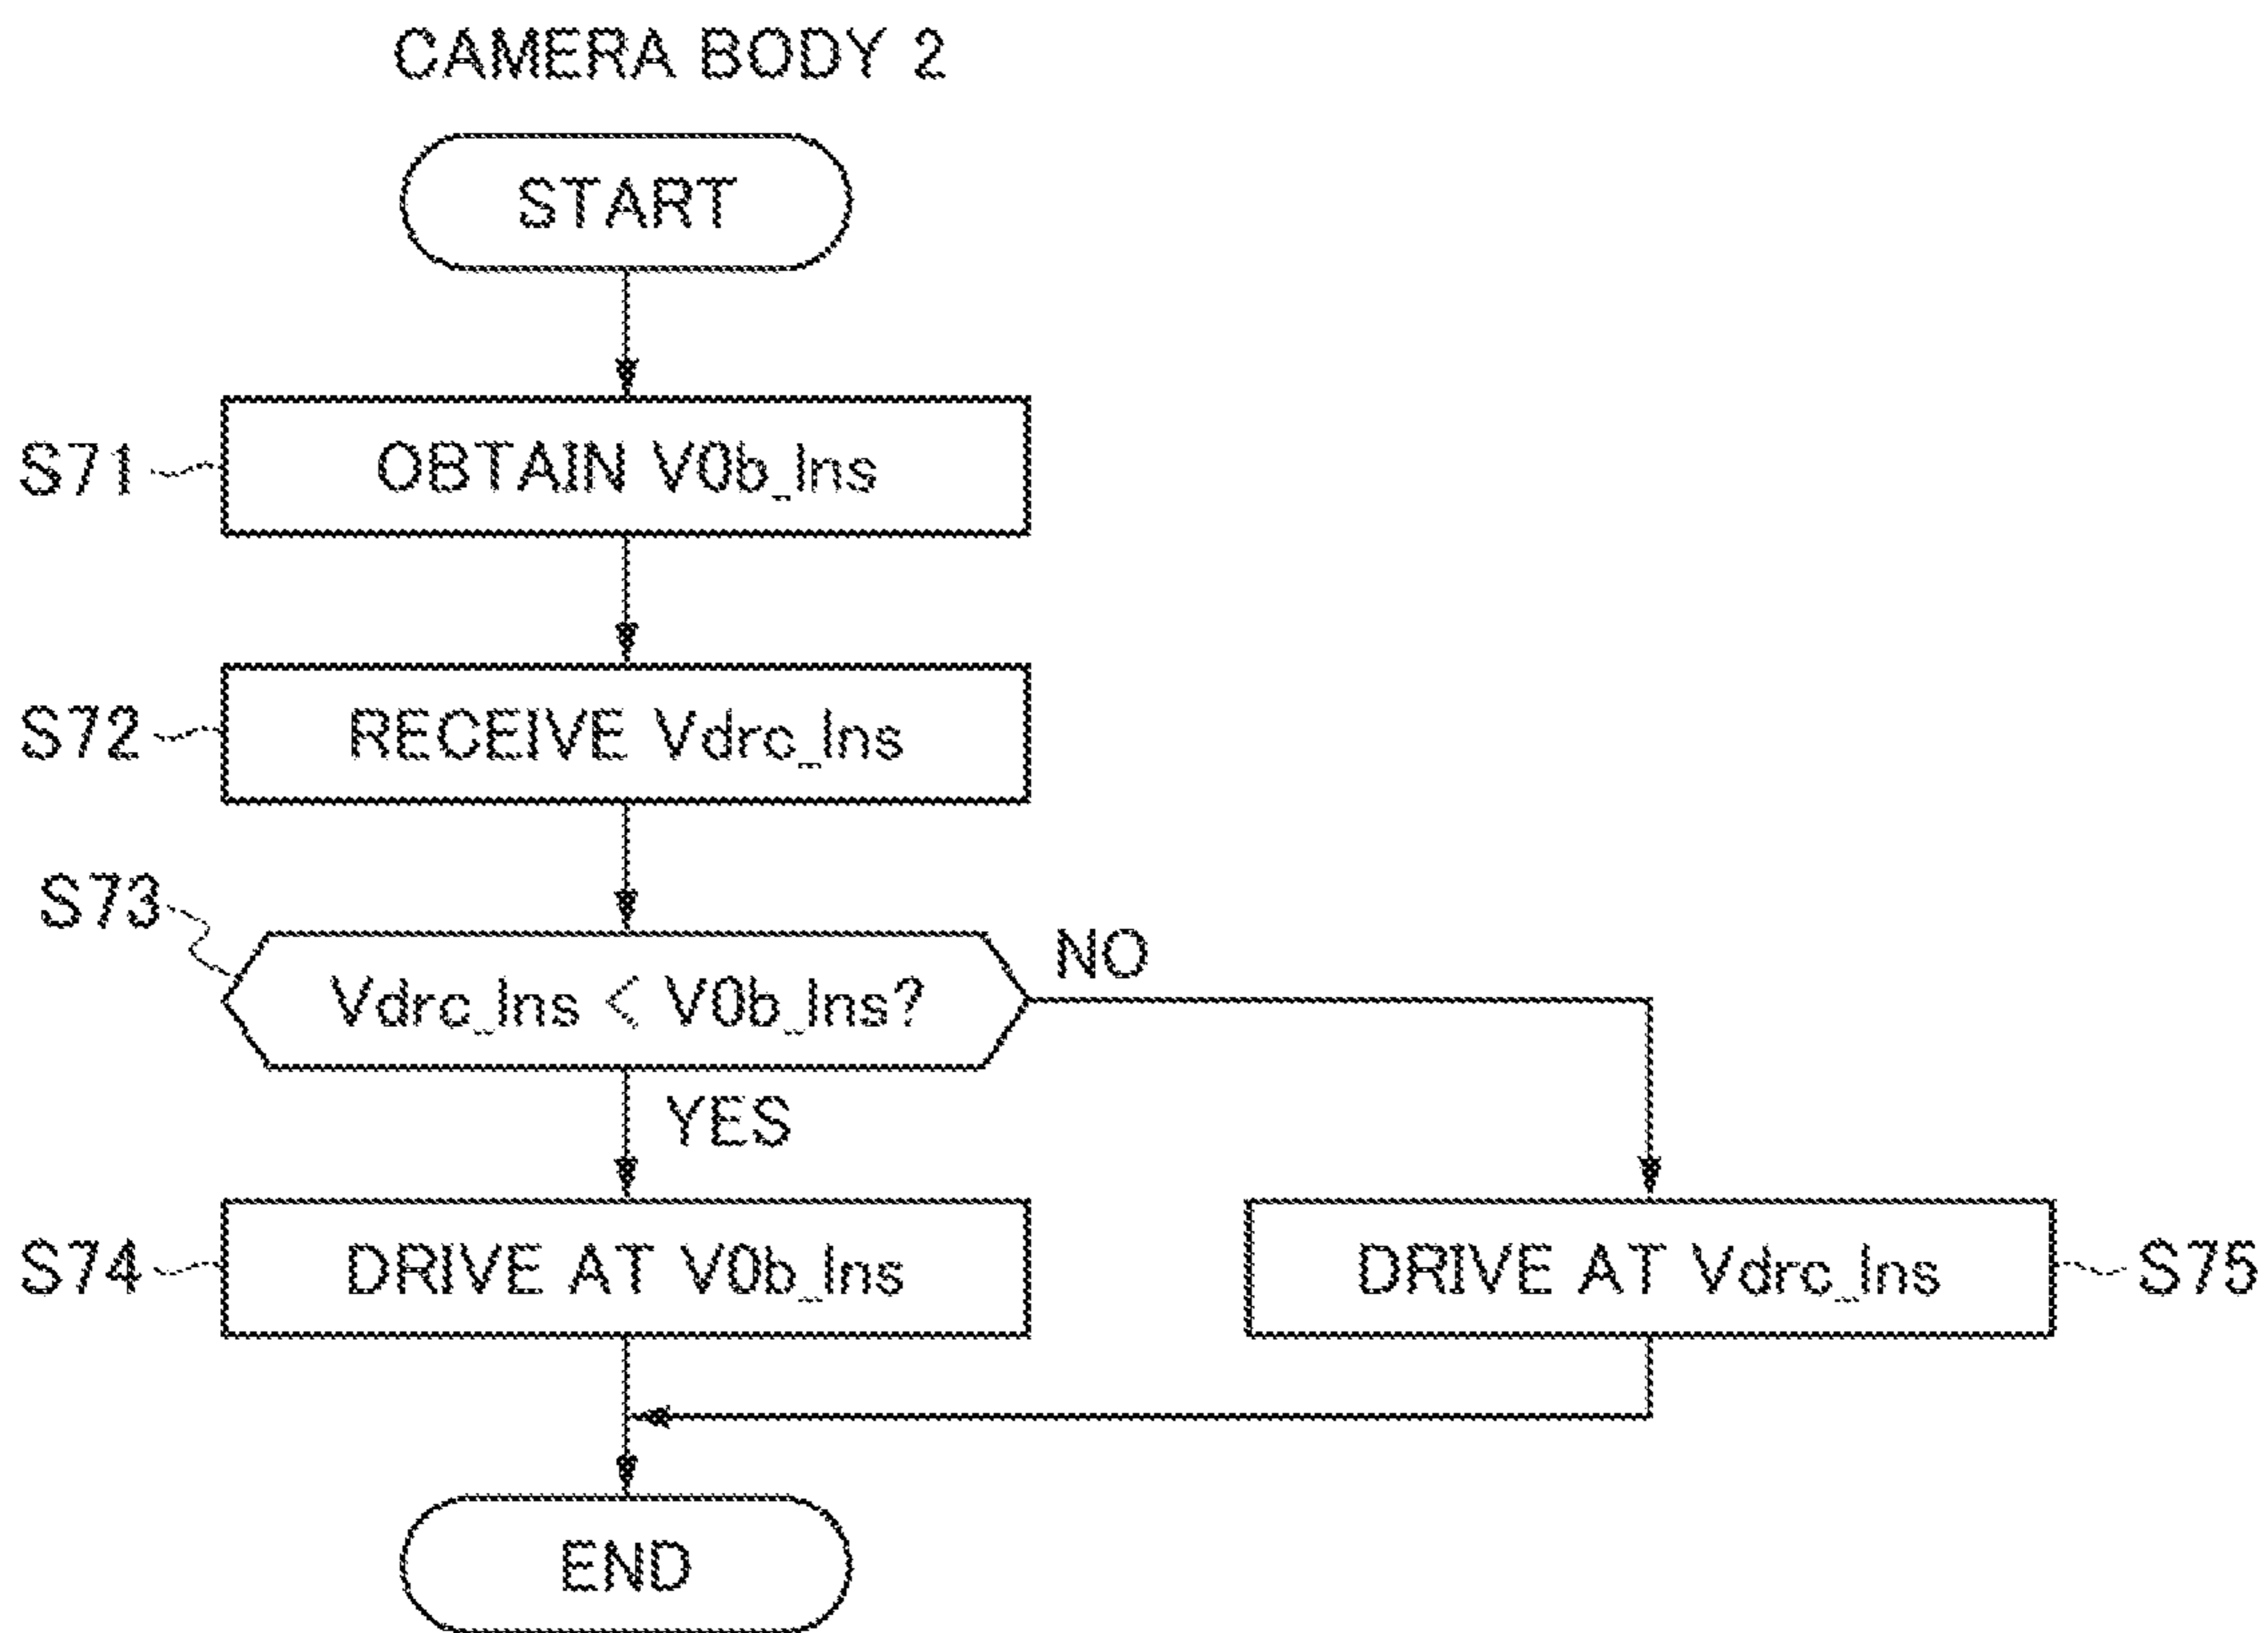 CAMERA BODY 2
START
S71
OBTAIN V0b_lns
S72
RECEIVE Vdrc_lns
S73
Vdrc_lns < V0b_lns?
NO
YES
S74
DRIVE AT V0b_lns
DRIVE AT Vdrc_lns
S75
END